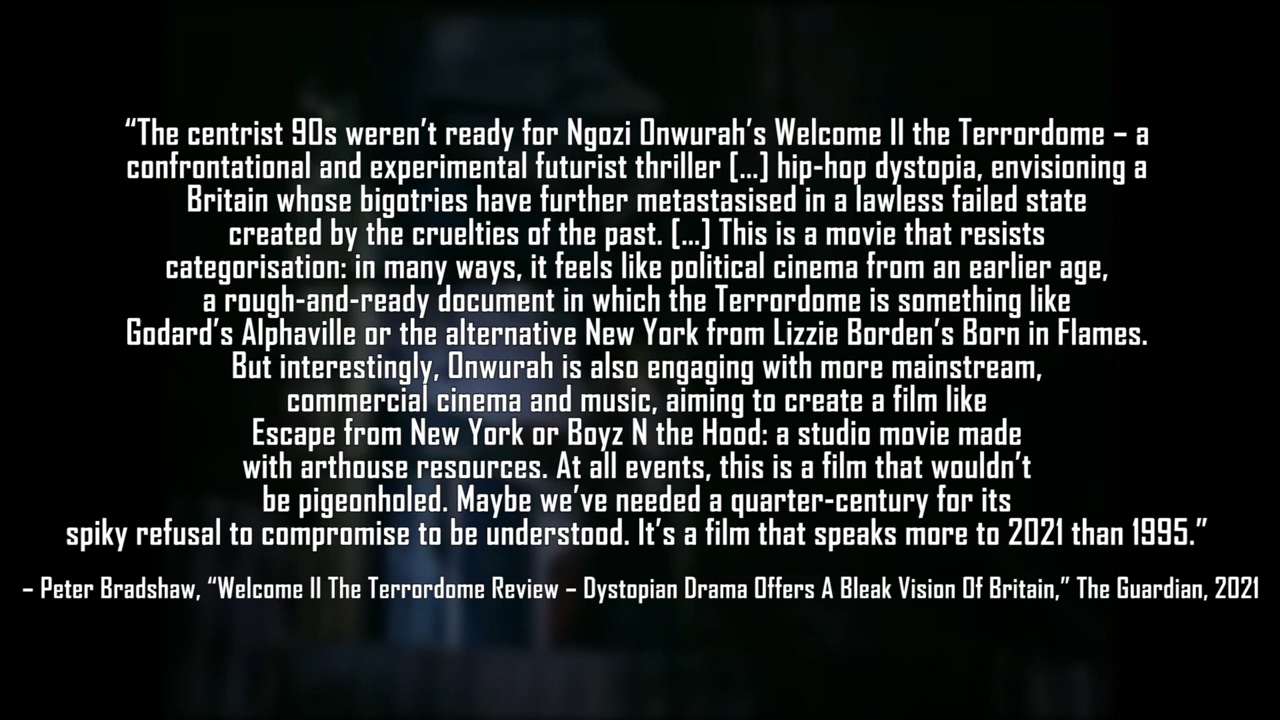 “The centrist 90s weren’t ready for Ngozi Onwurah’s Welcome II the Terrordome – a
confrontational and experimental futurist thriller [...] hip-hop dystopia, envisioning a
Britain whose bigotries have further metastasised in a lawless failed state
created by the cruelties of the past. [...] This is a movie that resists
categorisation: in many ways, it feels like political cinema from an earlier age,
a rough-and-ready document in which the Terrordome is something like
Godard’s Alphaville or the alternative New York from Lizzie Borden’s Born in Flames.
But interestingly, Onwurah is also engaging with more mainstream,
commercial cinema and music, aiming to create a film like
Escape from New York or Boyz N the Hood: a studio movie made
with arthouse resources. At all events, this is a film that wouldn’t
be pigeonholed. Maybe we’ve needed a quarter-century for its
spiky refusal to compromise to be understood. It’s a film that speaks more to 2021 than 1995.”
– Peter Bradshaw, “Welcome II The Terrordome Review – Dystopian Drama Offers A Bleak Vision Of Britain,” The Guardian, 2021